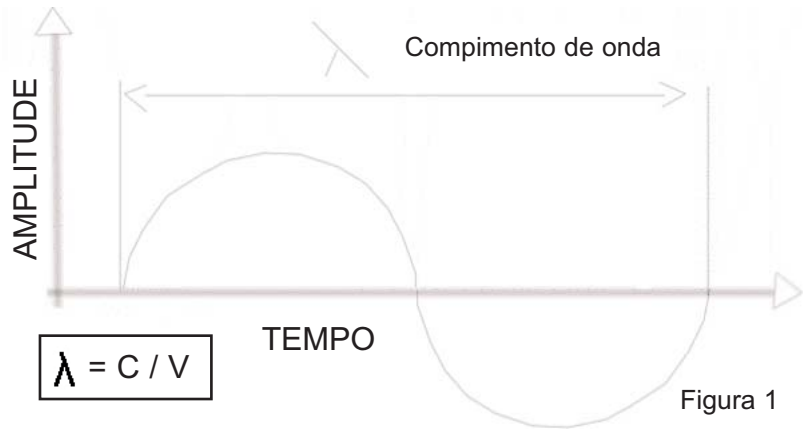 λ
Compimento de onda
AMPLITUDE
TEMPO
λ = C / V
Figura 1